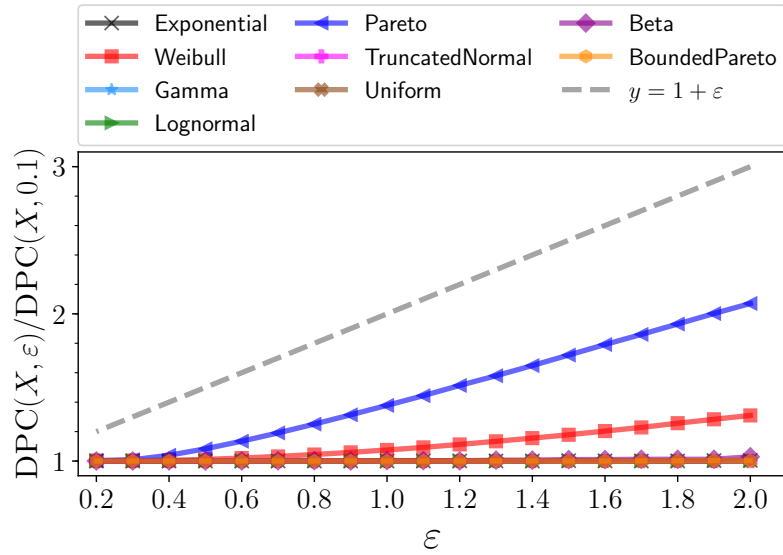 Exponential
Weibull
Gamma
Lognormal
Pareto
TruncatedNormal
Uniform
Beta
BoundedPareto
y = 1 + ε
DPC(X, ε)/DPC(X, 0.1)
3
2
1
0.2 0.4 0.6 0.8 1.0 1.2 1.4 1.6 1.8 2.0
ε